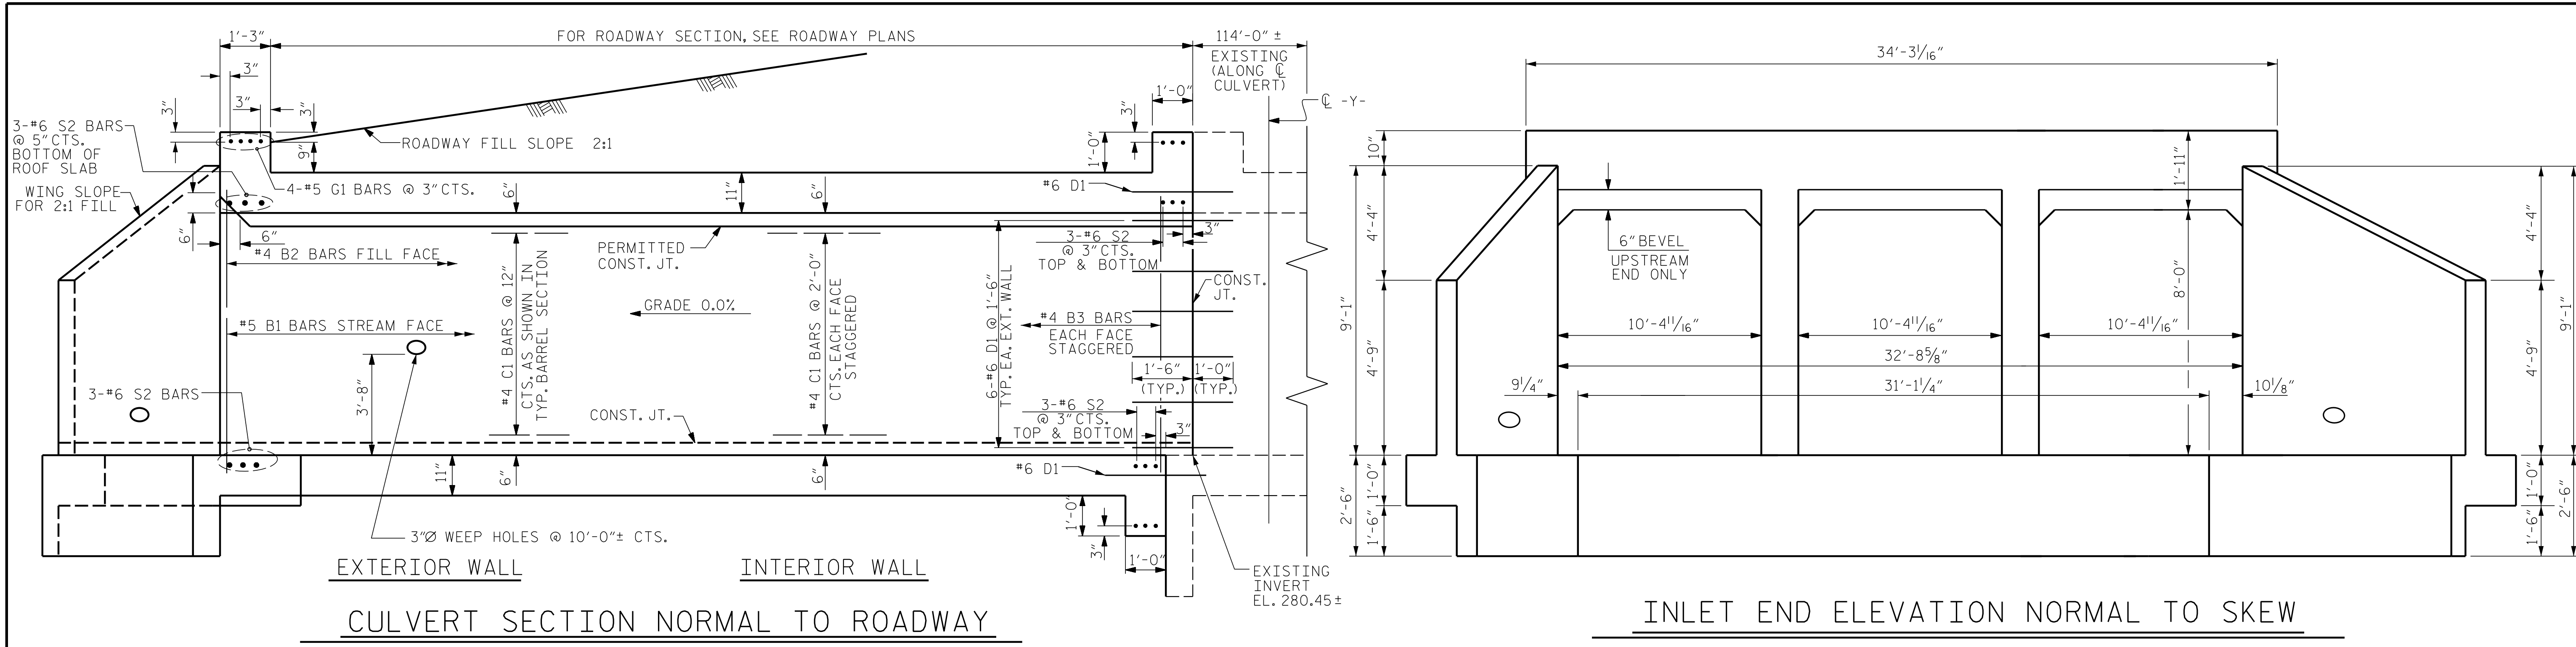 1'-3"
FOR ROADWAY SECTION, SEE ROADWAY PLANS
114'-0" ±
EXISTING
(ALONG ℄
CULVERT)
3"
3"
3"
3"
9"
1'-0"
3"
1'-0"
℄ -Y-
3-#6 S2 BARS
@ 5" CTS.
BOTTOM OF
ROOF SLAB
ROADWAY FILL SLOPE 2:1
WING SLOPE
FOR 2:1 FILL
4-#5 G1 BARS @ 3" CTS.
6"
11"
6"
#6 D1
6"
6"
#4 B2 BARS FILL FACE
PERMITTED
CONST. JT.
3-#6 S2
@ 3" CTS.
TOP & BOTTOM
3"
CONST.
JT.
#4 C1 BARS @ 12"
CTS. AS SHOWN IN
TYP. BARREL SECTION
GRADE 0.0%
#4 C1 BARS @ 2'-0"
CTS. EACH FACE
STAGGERED
6-#6 D1 @ 1'-6"
TYP. EA. EXT. WALL
#5 B1 BARS STREAM FACE
#4 B3 BARS
EACH FACE
STAGGERED
1'-6"
(TYP.)
1'-0"
(TYP.)
3'-8"
3-#6 S2 BARS
CONST. JT.
3-#6 S2
@ 3" CTS.
TOP & BOTTOM
3"
11"
6"
6"
#6 D1
1'-0"
3"
1'-0"
3"Ø WEEP HOLES @ 10'-0"± CTS.
EXISTING
INVERT
EL. 280.45±
EXTERIOR WALL
INTERIOR WALL
CULVERT SECTION NORMAL TO ROADWAY
34'-3 1/16"
10"
1'-11"
4'-4"
9'-1"
4'-9"
6" BEVEL
UPSTREAM
END ONLY
8'-0"
4'-4"
9'-1"
4'-9"
10'-4 11/16"
10'-4 11/16"
10'-4 11/16"
32'-8 5/8"
9 1/4"
31'-1 1/4"
10 1/8"
2'-6"
1'-0"
1'-6"
1'-0"
1'-6"
2'-6"
INLET END ELEVATION NORMAL TO SKEW